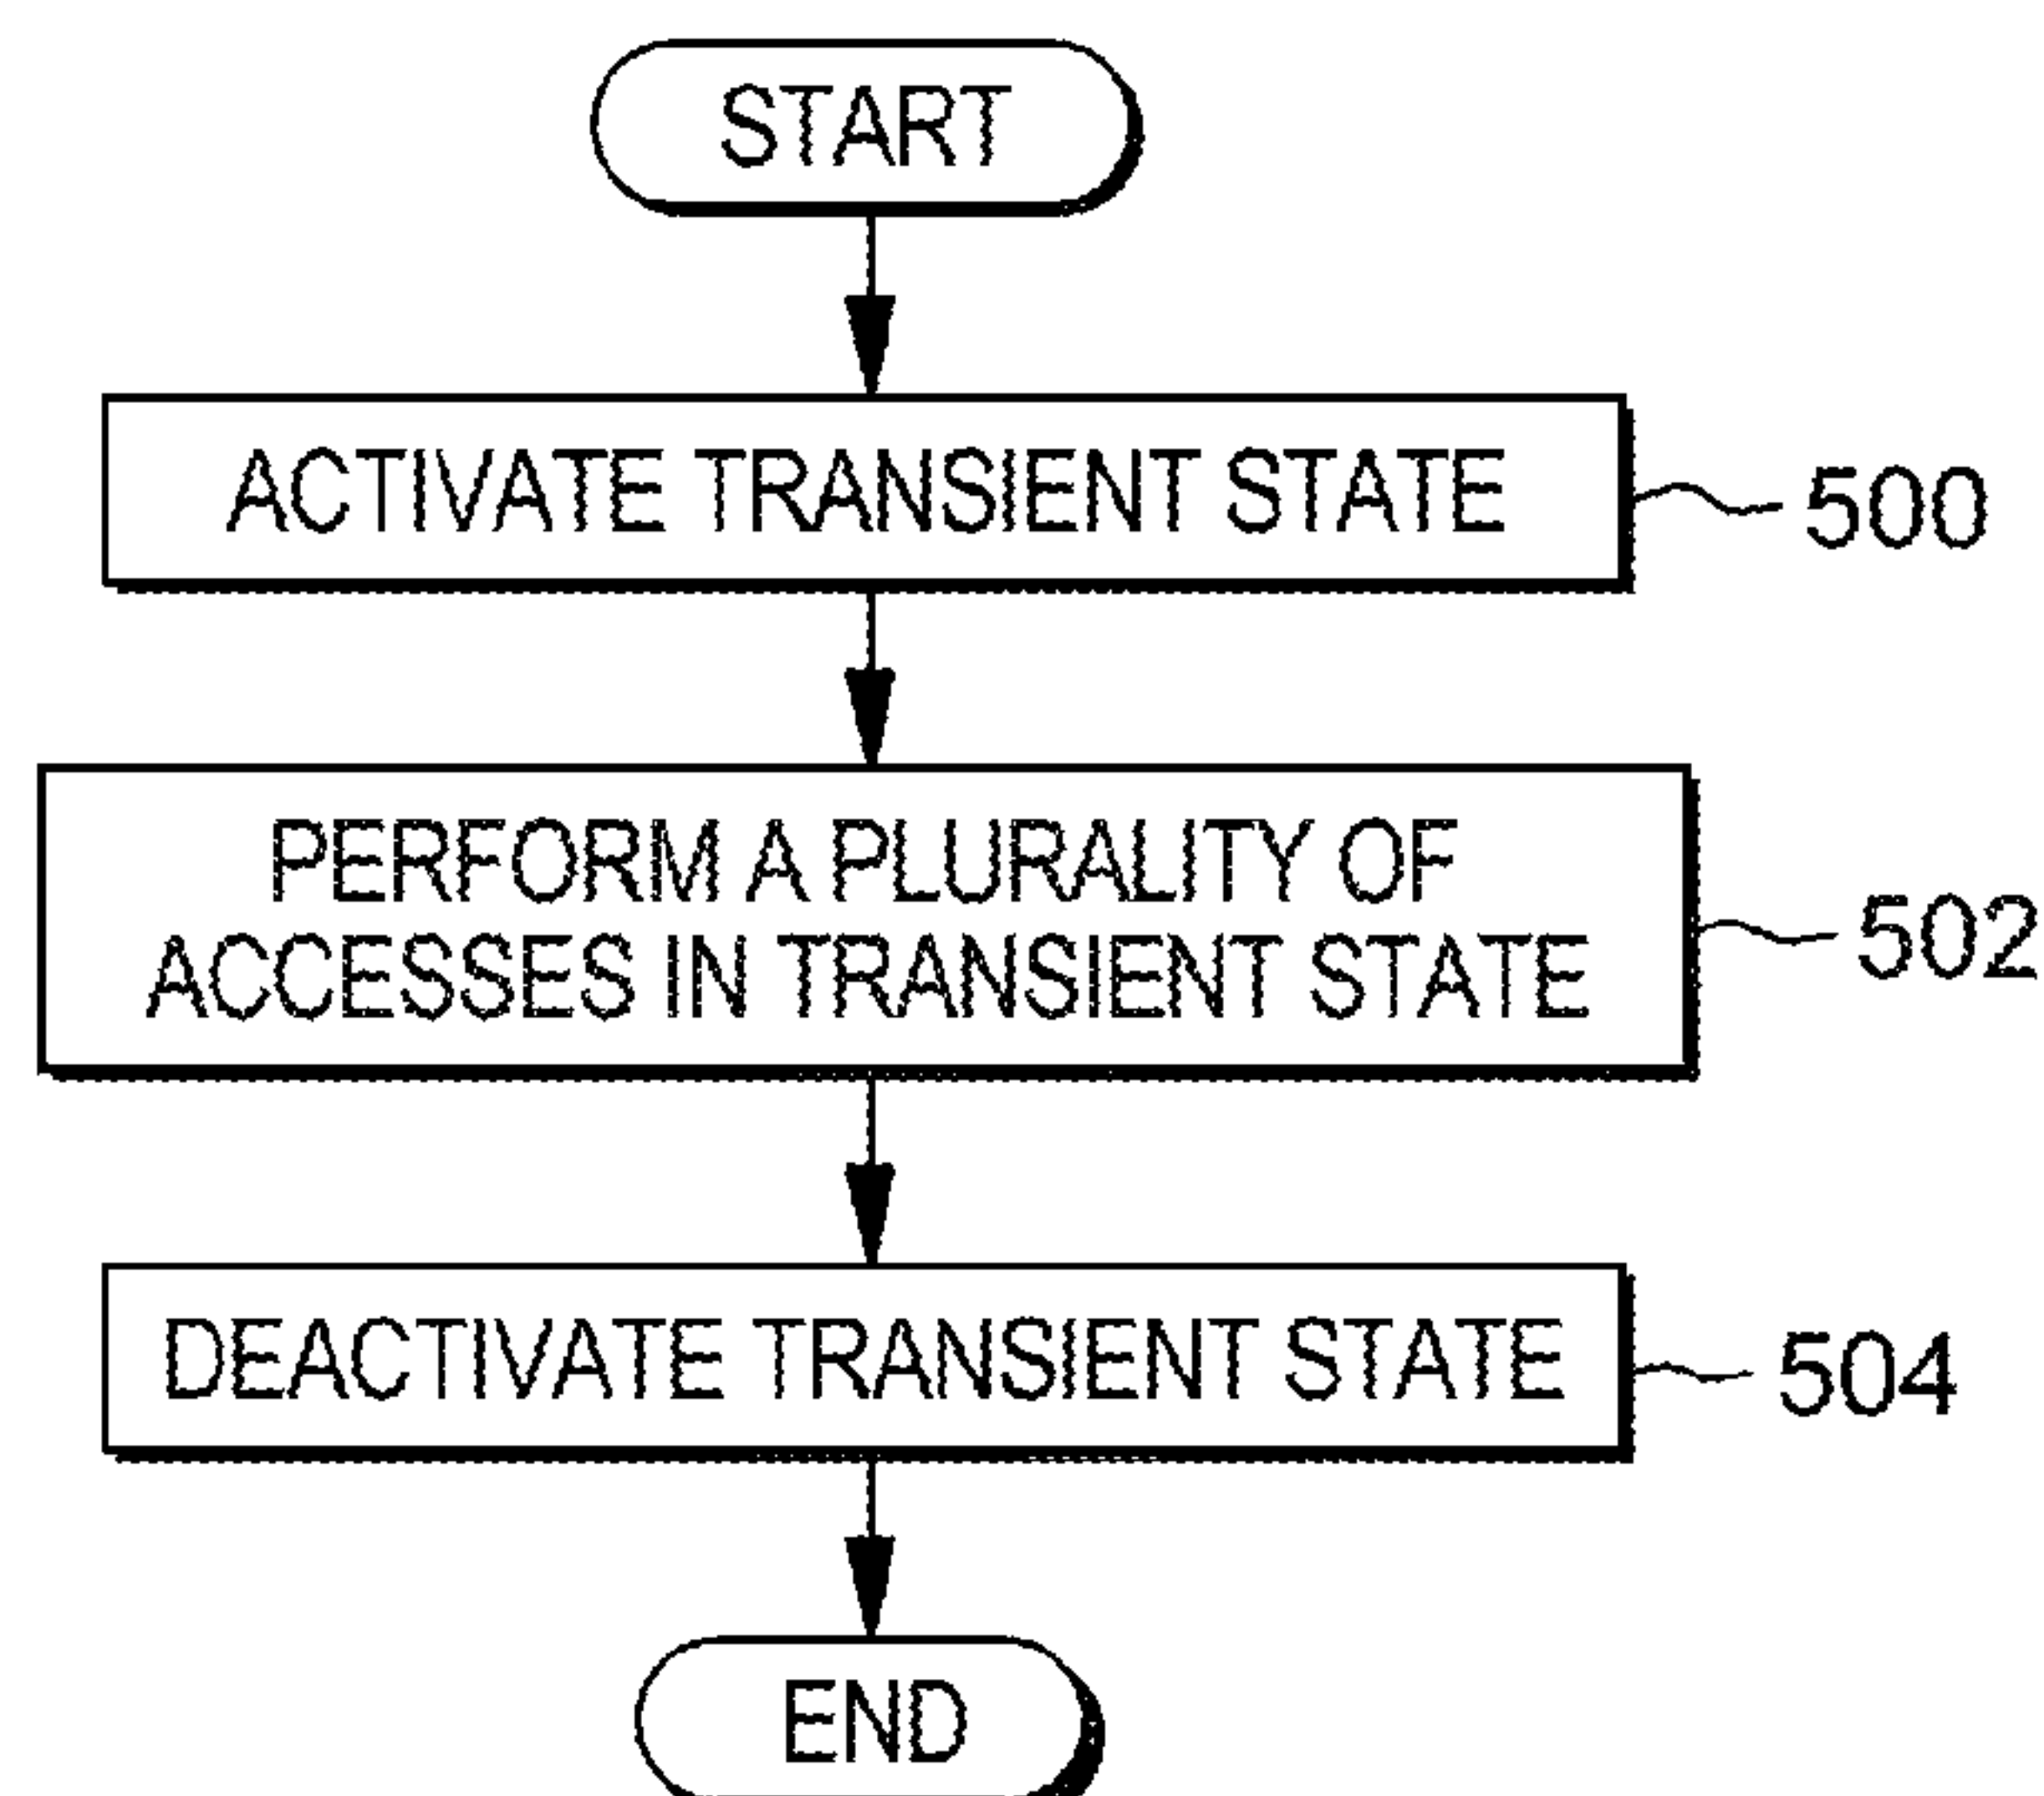 START
ACTIVATE TRANSIENT STATE
500
PERFORM A PLURALITY OF
ACCESSES IN TRANSIENT STATE
502
DEACTIVATE TRANSIENT STATE
504
END